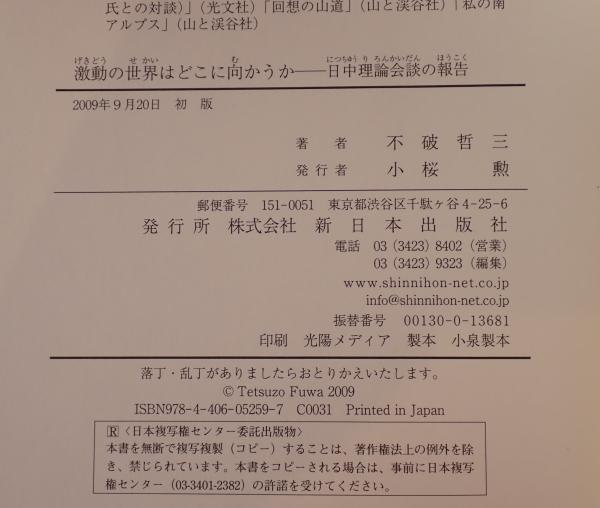 氏との対談)』(光文社)『回想の山道』(山と渓谷社)『私の南
アルプス』(山と渓谷社)
げきどう せ かい む にっちゅう り ろんかいだん ほうこく
激動の世界はどこに向かうか――日中理論会談の報告
2009年9月20日 初 版
著 者 不 破 哲 三
発行者 小 桜 勲
郵便番号 151-0051 東京都渋谷区千駄ヶ谷4-25-6
発行所 株式会社 新日本出版社
電話 03(3423)8402(営業)
03(3423)9323(編集)
www.shinnihon-net.co.jp
info@shinnihon-net.co.jp
振替番号 00130-0-13681
印刷 光陽メディア 製本 小泉製本
落丁・乱丁がありましたらおとりかえいたします。
© Tetsuzo Fuwa 2009
ISBN978-4-406-05259-7 C0031 Printed in Japan
R〈日本複写権センター委託出版物〉
本書を無断で複写複製(コピー)することは、著作権法上の例外を除
き、禁じられています。本書をコピーされる場合は、事前に日本複写
権センター(03-3401-2382)の許諾を受けてください。